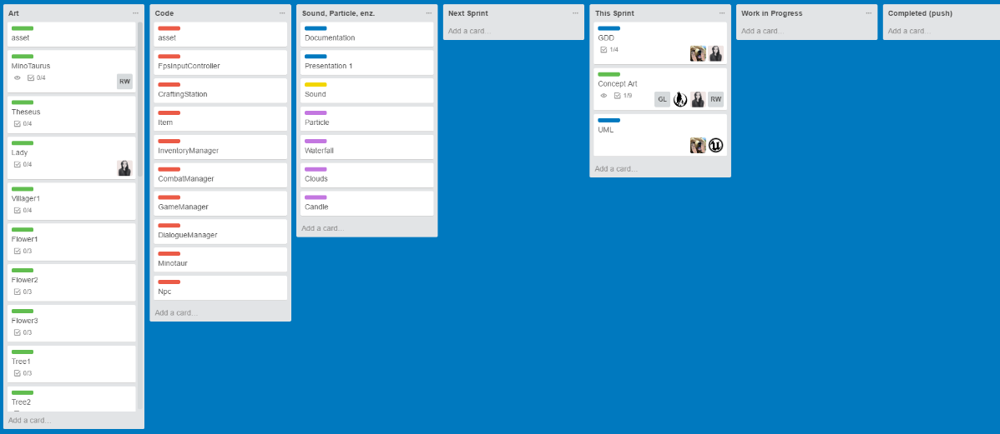 Art
asset
MinoTaurus
0/4
RW
Theseus
0/4
Lady
0/4
Villager1
0/4
Flower1
0/3
Flower2
0/3
Flower3
0/3
Tree1
0/3
Tree2
Add a card...
Code
asset
FpsInputController
CraftingStation
Item
InventoryManager
CombatManager
GameManager
DialogueManager
Minotaur
Npc
Add a card...
Sound, Particle, enz.
Documentation
Presentation 1
Sound
Particle
Waterfall
Clouds
Candle
Add a card...
Next Sprint
Add a card...
This Sprint
GDD
1/4
Concept Art
1/9
GL
RW
UML
Add a card...
Work in Progress
Add a card...
Completed (push)
Add a card...